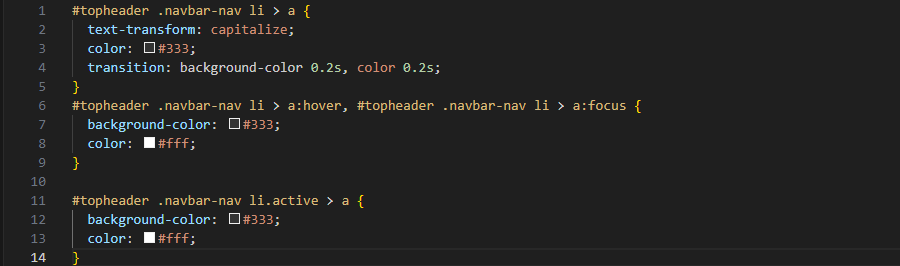 1 #topheader .navbar-nav li > a {
2   text-transform: capitalize;
3   color: #333;
4   transition: background-color 0.2s, color 0.2s;
5 }
6 #topheader .navbar-nav li > a:hover, #topheader .navbar-nav li > a:focus {
7   background-color: #333;
8   color: #fff;
9 }
10
11 #topheader .navbar-nav li.active > a {
12   background-color: #333;
13   color: #fff;
14 }